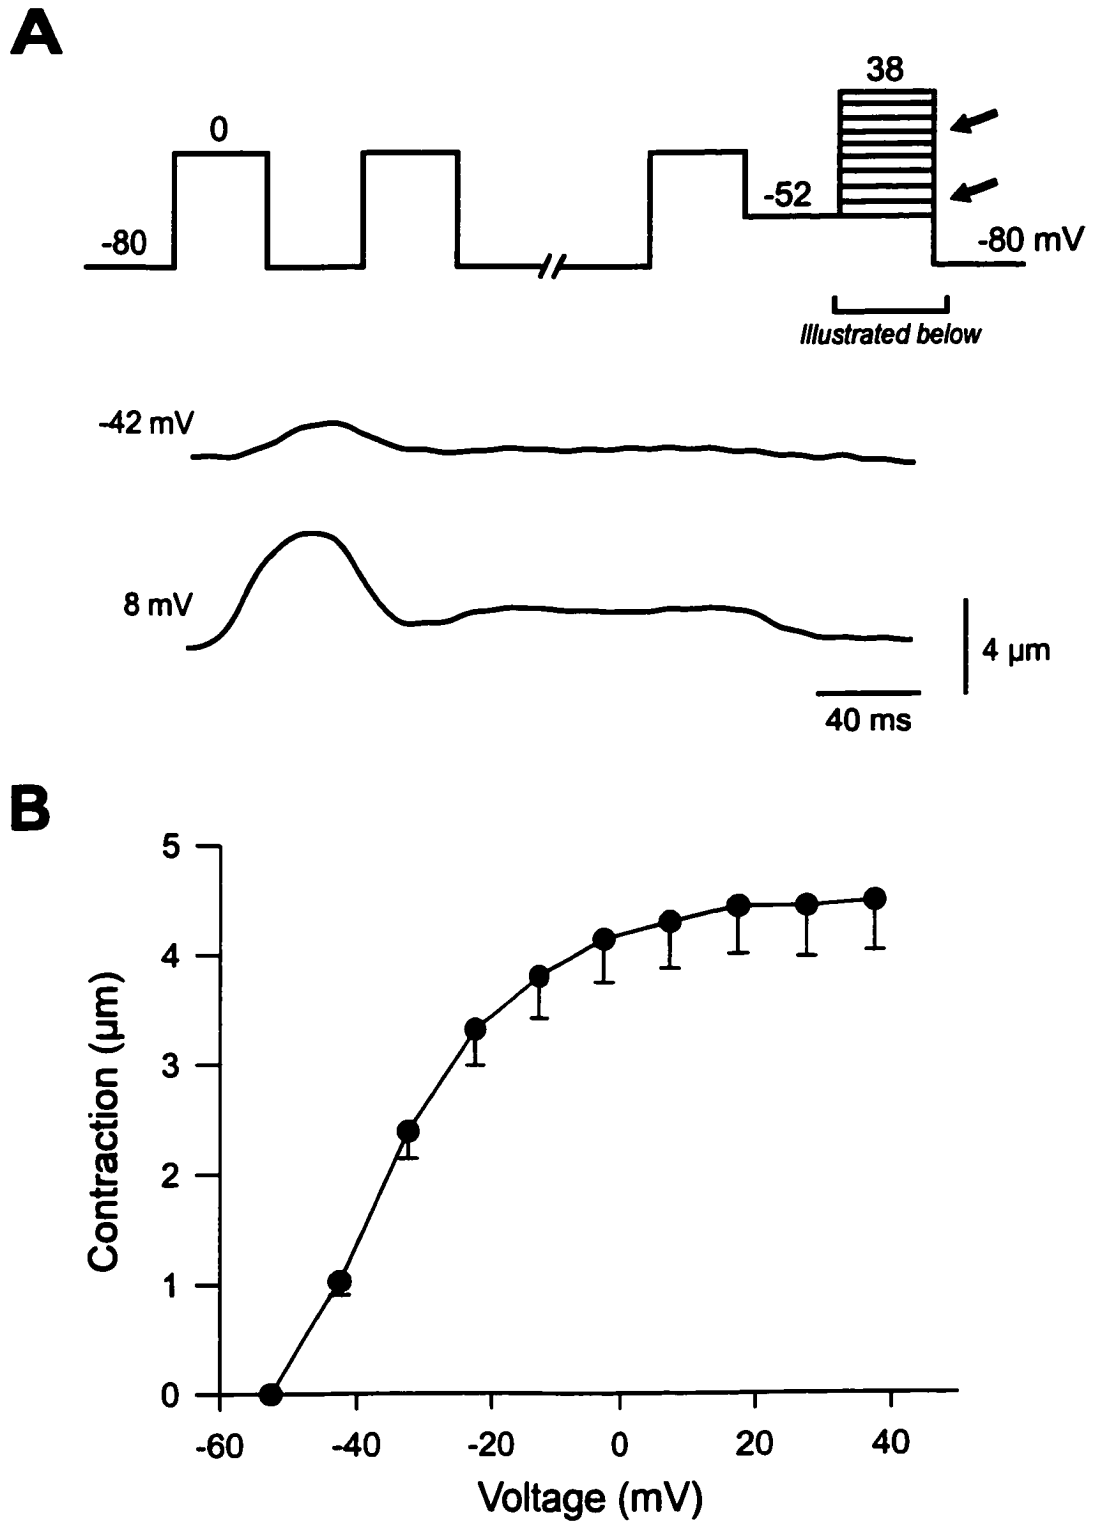 A
38
0
-52
-80
-80 mV
Illustrated below
-42 mV
8 mV
4 µm
40 ms
B
5
4
3
2
1
0
Contraction (µm)
-60 -40 -20 0 20 40
Voltage (mV)